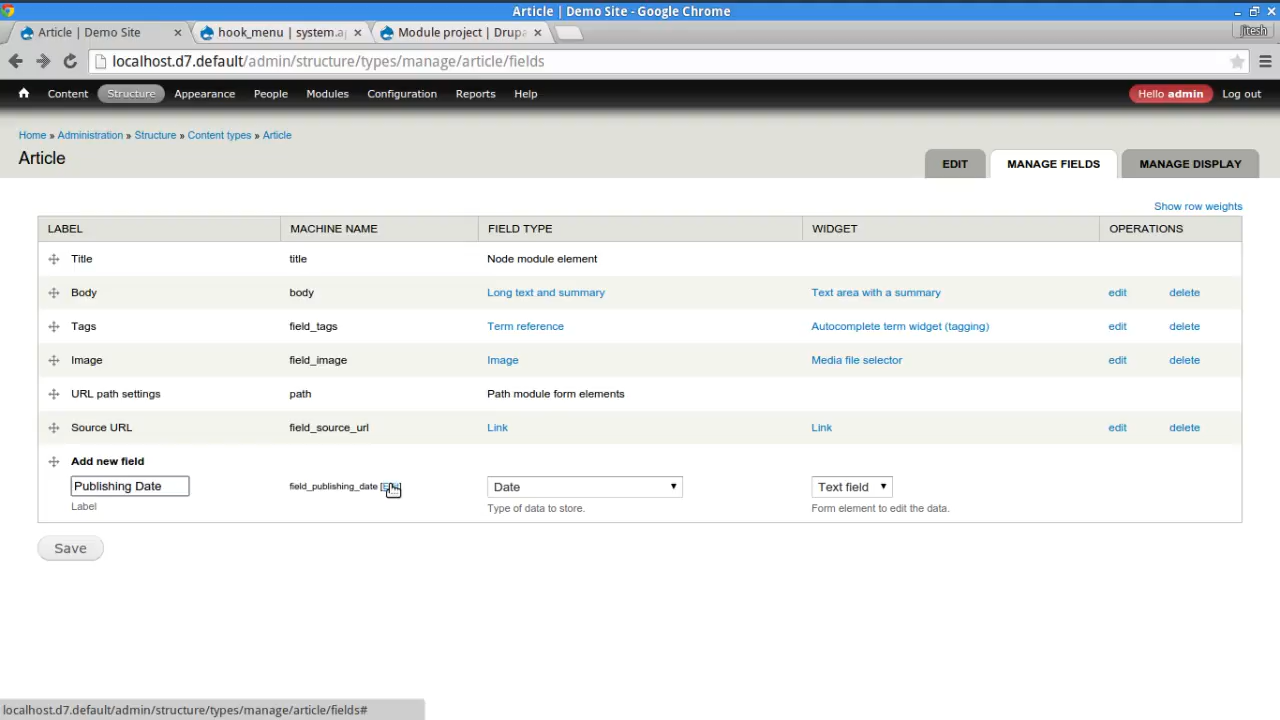 Article | Demo Site - Google Chrome
Article | Demo Site
hook_menu | system.a
Module project | Drup
jitesh
localhost.d7.default/admin/structure/types/manage/article/fields
Content Structure Appearance People Modules Configuration Reports Help Hello admin Log out
Home » Administration » Structure » Content types » Article
Article
EDIT MANAGE FIELDS MANAGE DISPLAY
Show row weights
LABEL MACHINE NAME FIELD TYPE WIDGET OPERATIONS
Title title Node module element
Body body Long text and summary Text area with a summary edit delete
Tags field_tags Term reference Autocomplete term widget (tagging) edit delete
Image field_image Image Media file selector edit delete
URL path settings path Path module form elements
Source URL field_source_url Link Link edit delete
Add new field
Publishing Date field_publishing_date Date Text field
Label Type of data to store. Form element to edit the data.
Save
localhost.d7.default/admin/structure/types/manage/article/fields#